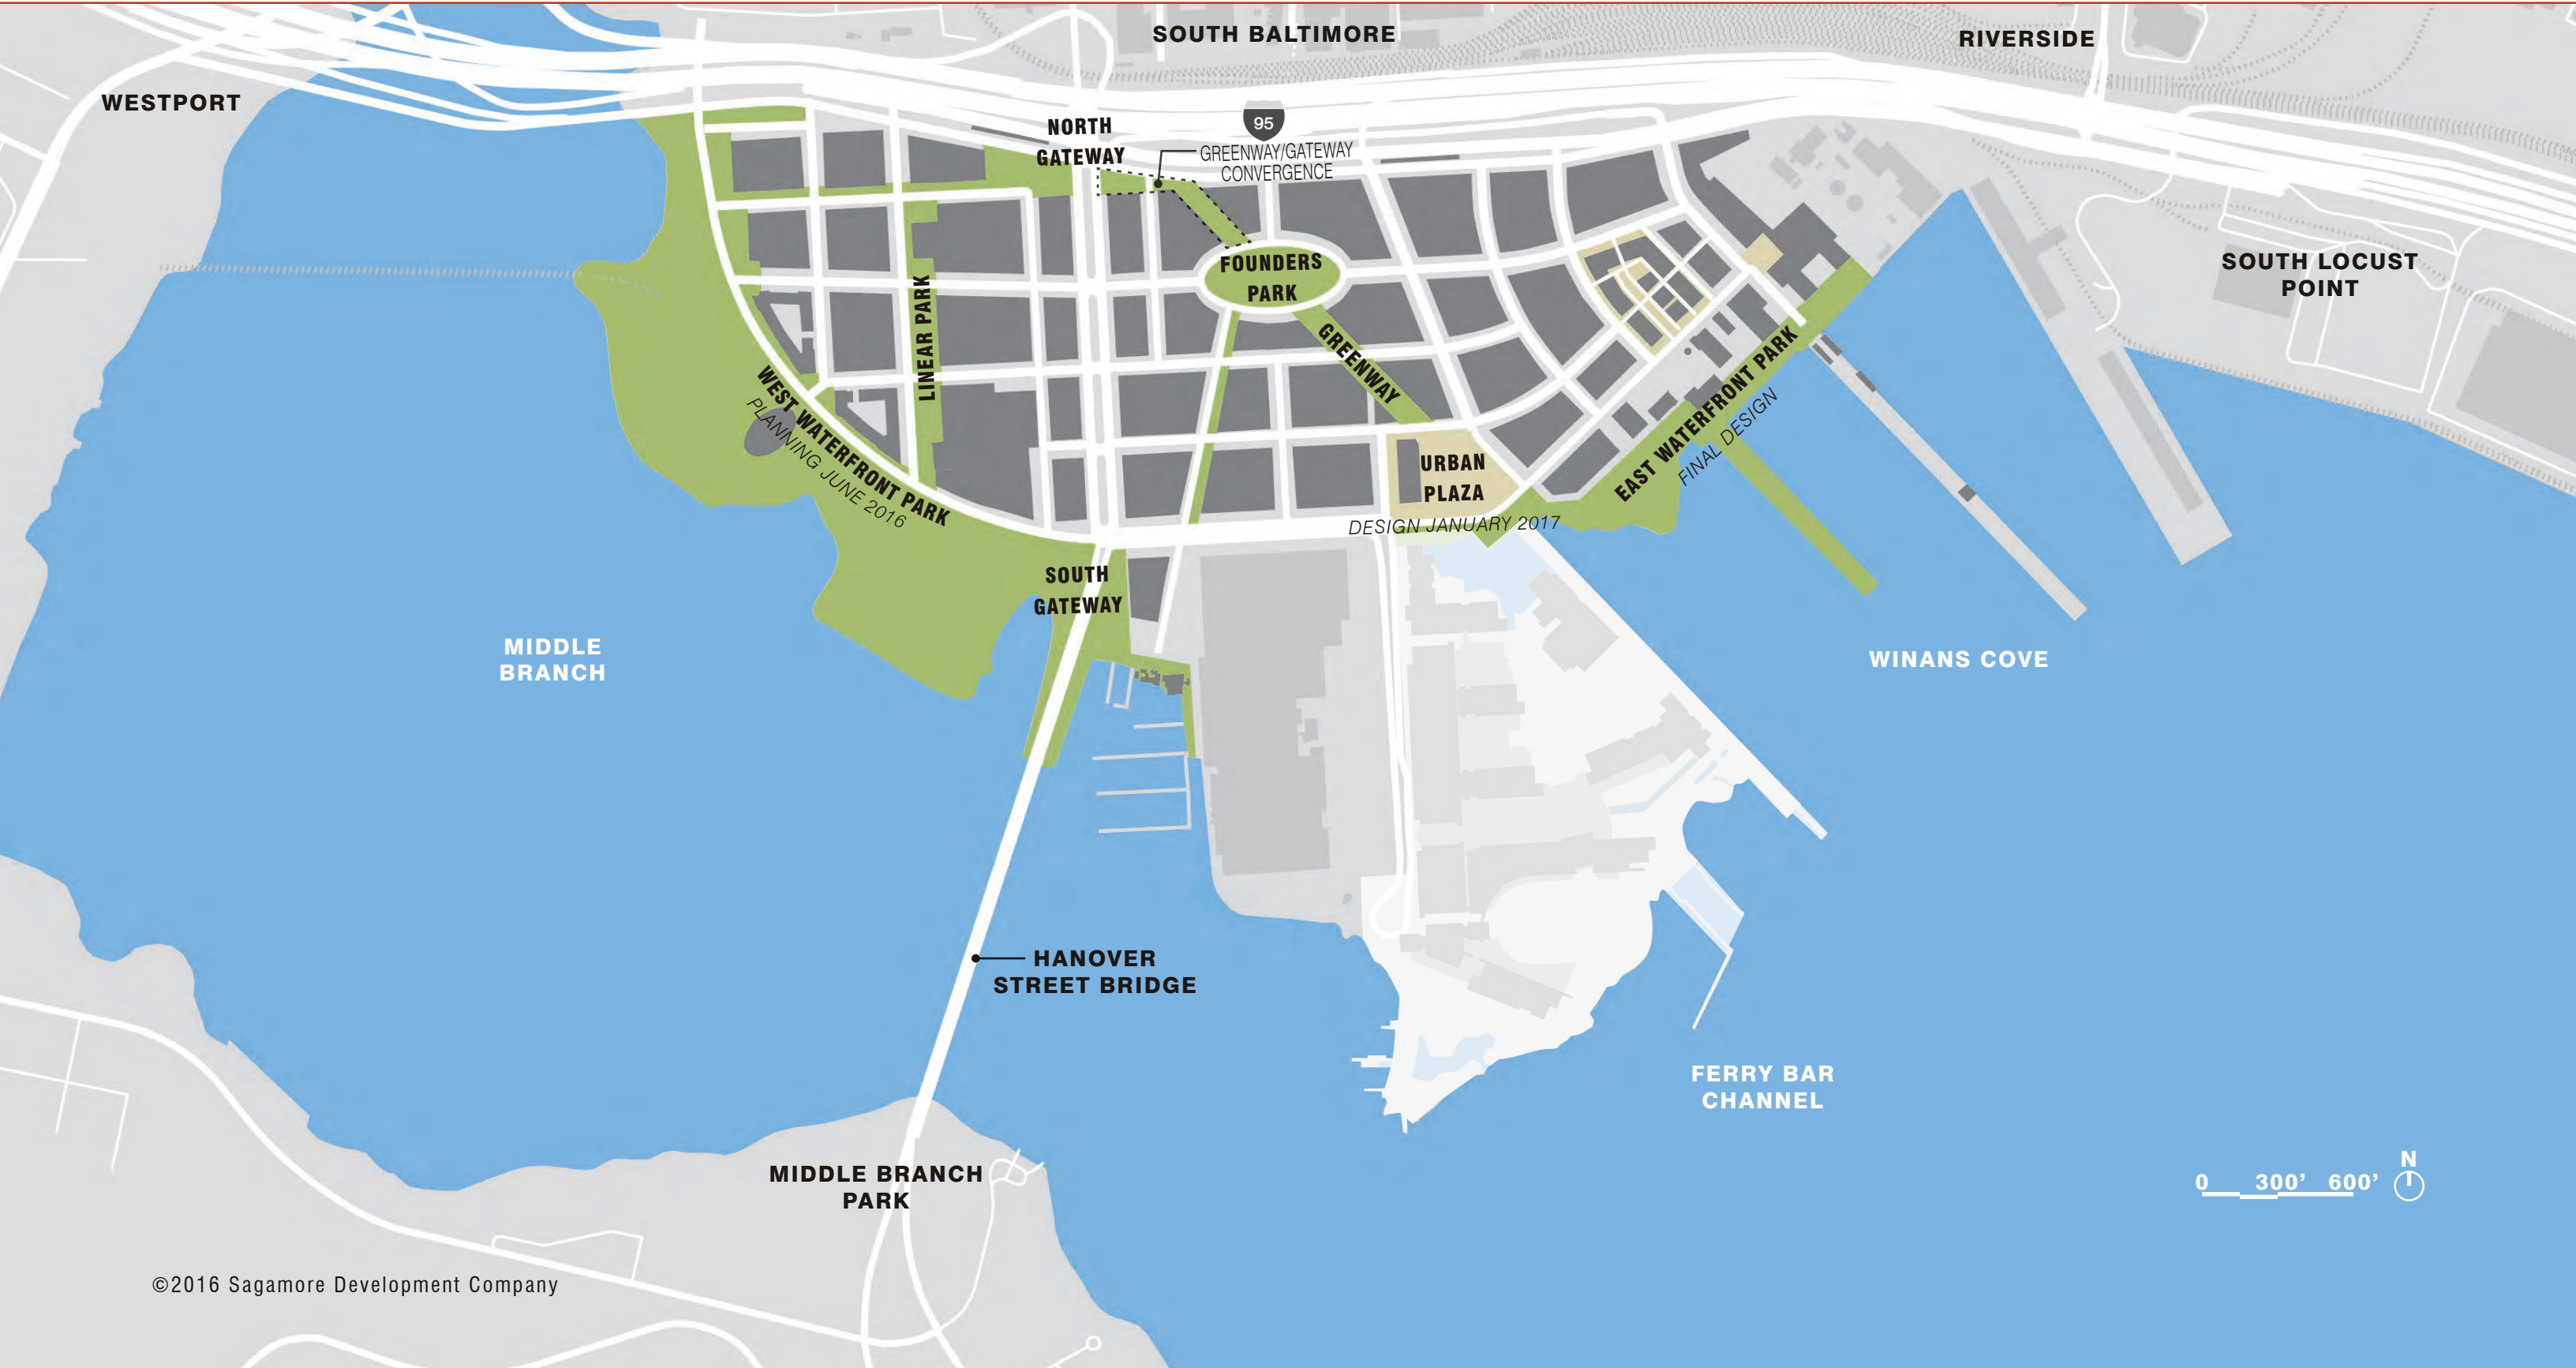 SOUTH BALTIMORE
RIVERSIDE
WESTPORT
95
NORTH
GATEWAY
GREENWAY/GATEWAY
CONVERGENCE
SOUTH LOCUST
POINT
FOUNDERS
PARK
LINEAR PARK
GREENWAY
WEST WATERFRONT PARK
PLANNING JUNE 2016
EAST WATERFRONT PARK
FINAL DESIGN
URBAN
PLAZA
DESIGN JANUARY 2017
SOUTH
GATEWAY
MIDDLE
BRANCH
WINANS COVE
HANOVER
STREET BRIDGE
FERRY BAR
CHANNEL
MIDDLE BRANCH
PARK
N
0 300’ 600’
©2016 Sagamore Development Company